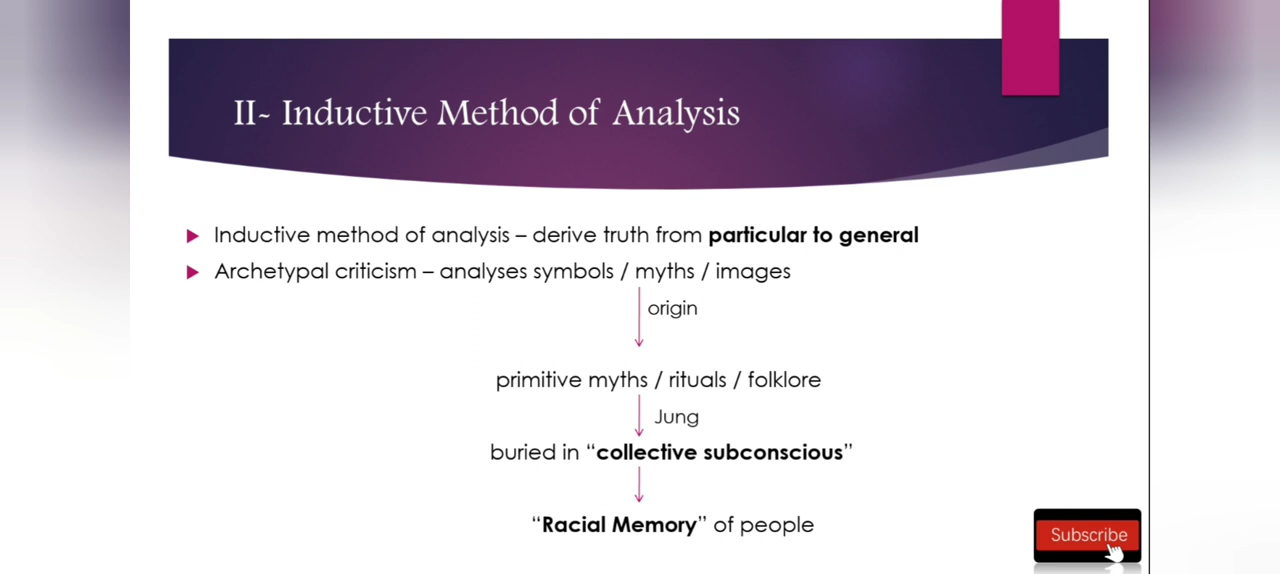 II- Inductive Method of Analysis
Inductive method of analysis – derive truth from particular to general
Archetypal criticism – analyses symbols / myths / images
origin
primitive myths / rituals / folklore
Jung
buried in “collective subconscious”
“Racial Memory” of people
Subscribe